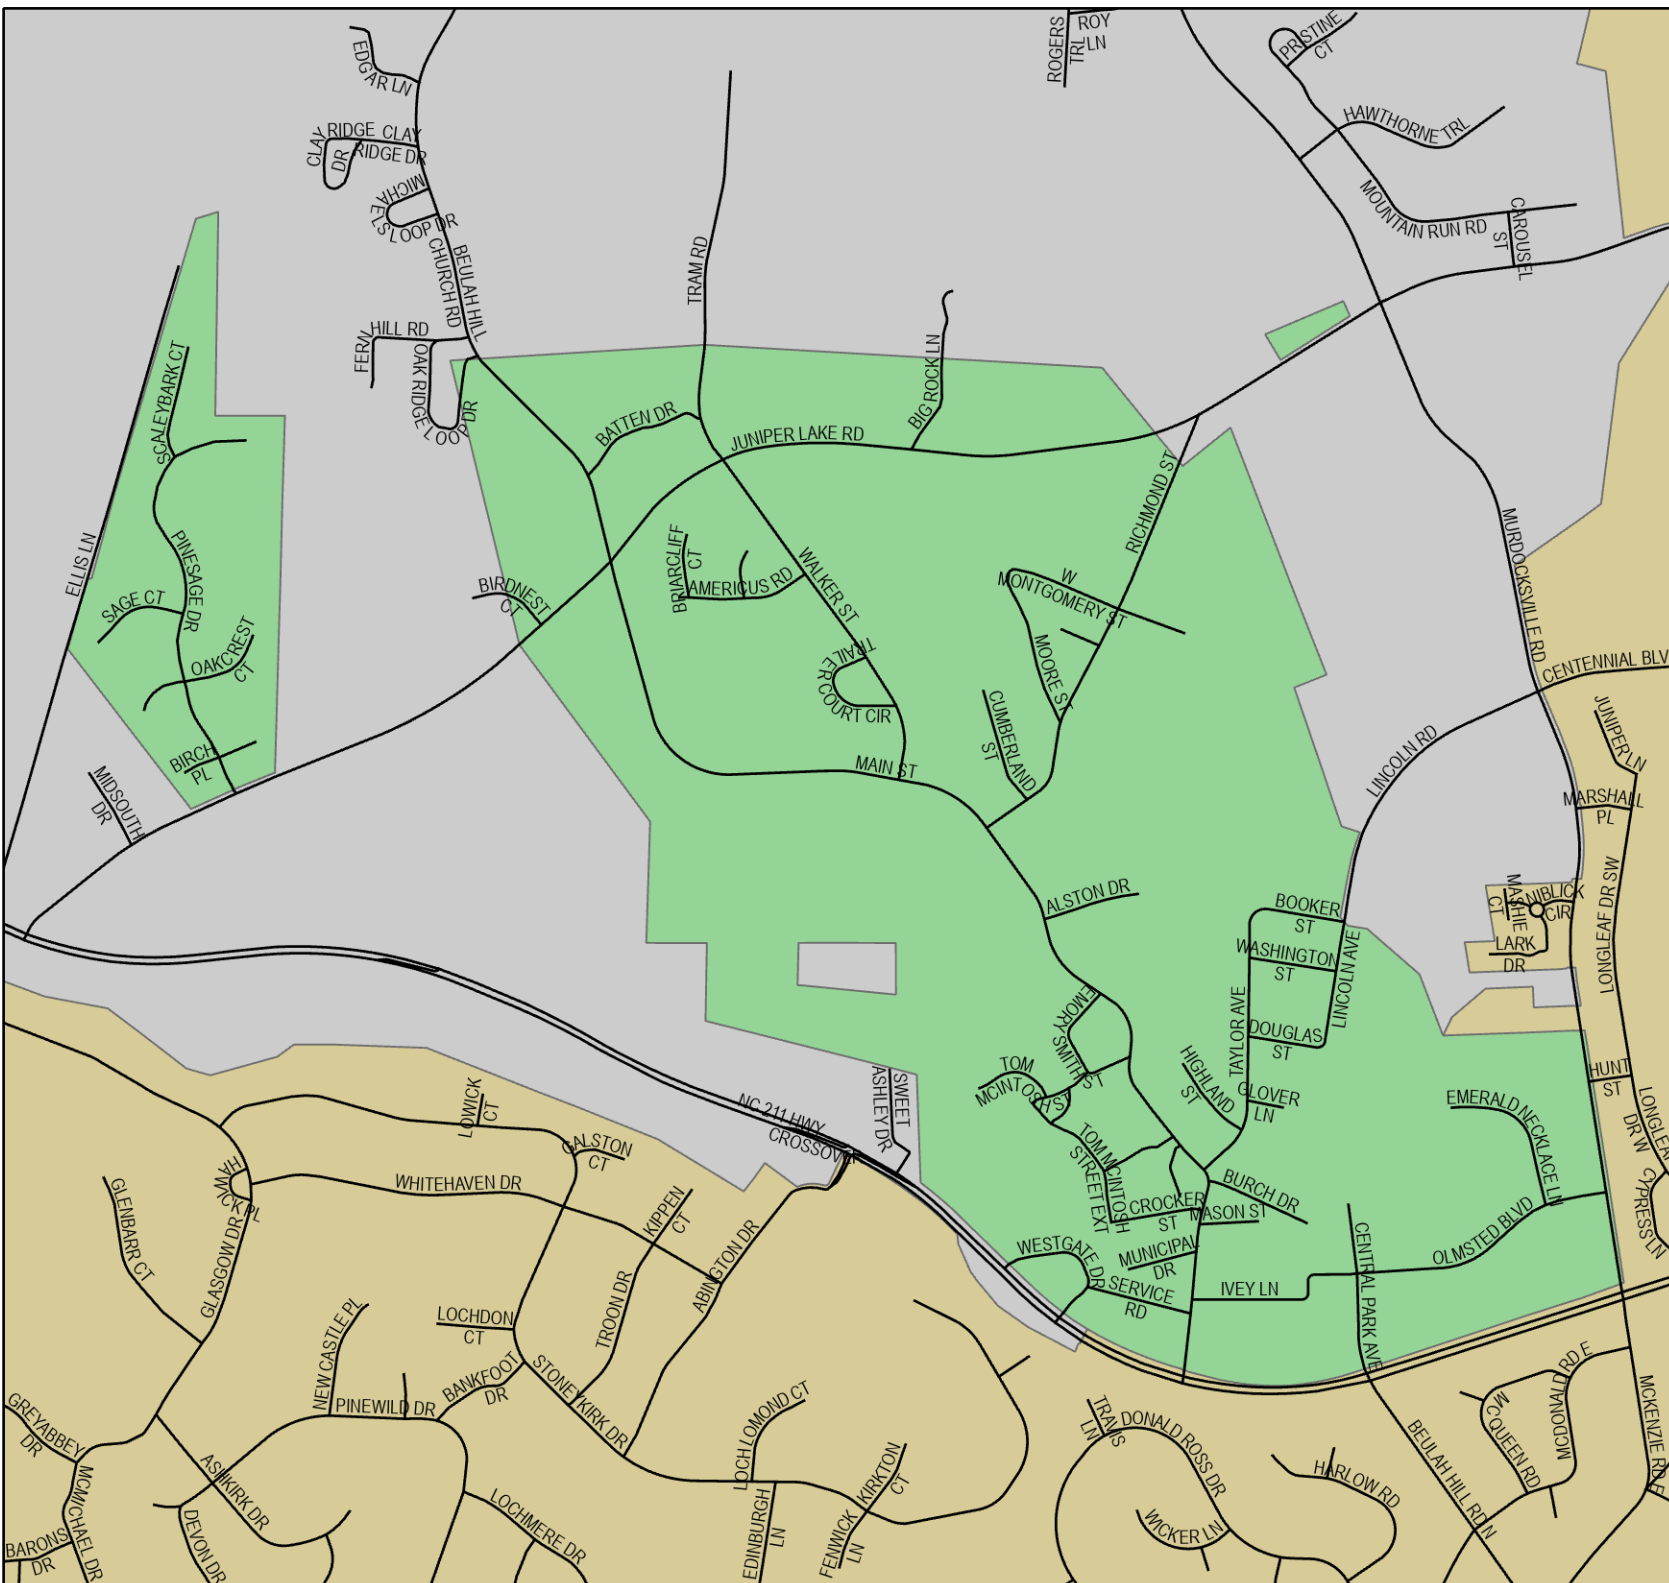 ROGERS
TRL
ROY
LN
PRISTINE
CT
EDGAR LN
HAWTHORNE TRL
CLAY
RIDGE CLAY
DR
RIDGE DR
MICHA
ELS
LOOP DR
MOUNTAIN RUN RD
CAROUSEL
ST
BEULAH HILL
CHURCH RD
TRAM RD
HILL RD
FERN
OAK RIDGE LOOP DR
SCALEYBARK CT
BIG ROCK LN
BATTEN DR
JUNIPER LAKE RD
RICHMOND ST
ELLIS LN
PINESAGE DR
SAGE CT
OAKCREST
CT
BIRDNEST
CT
BRIARCLIFF
CT
AMERICUS RD
WALKER ST
W
MONTGOMERY ST
MOORE ST
MURDOCKSVILLE RD
TRAILER COURT CIR
CENTENNIAL BLV
CUMBERLAND
ST
LINCOLN RD
JUNIPER LN
BIRCH
PL
MIDSOUTH
DR
MAIN ST
MARSHALL
PL
ALSTON DR
BOOKER
ST
MASHIE
CT
NIBLICK
CIR
LONGLEAF DR SW
WASHINGTON
ST
LINCOLN AVE
LARK
DR
EMORY SMITH ST
TAYLOR AVE
DOUGLAS
ST
HIGHLAND
ST
GLOVER
LN
TOM
MCINTOSH ST
HUNT
ST
LONGLEAF
DR W
SWEET
ASHLEY DR
NC 211 HWY
CROSSOVER
LOWICK
CT
GALSTON
CT
TOM MCINTOSH
STREET EXT
EMERALD NECKLACE LN
HA
WICK PL
WHITEHAVEN DR
KIPPEN
CT
CROCKER
ST
MASON ST
BURCH DR
CYPRESS LN
GLENBARR CT
GLASGOW DR
ABINGTON DR
WESTGATE DR
MUNICIPAL
DR
OLMSTED BLVD
CENTRAL PARK AVE
SERVICE
RD
IVEY LN
LOCHDON
CT
TROON DR
NEWCASTLE PL
BANKFOOT
DR
STONEYKIRK DR
MCDONALD RD E
MCKENZIE RD E
GREYABBEY
DR
PINEWILD DR
LOCH LOMOND CT
TRAVIS
LN
DONALD ROSS DR
MCQUEEN RD
MCDONALD
BEULAH HILL RD N
MCMICHAEL DR
ASHKIRK DR
LOCHMERE DR
KIRKTON
CT
HARLOW RD
EDINBURGH
LN
FENWICK
LN
WICKER LN
BARONS
DR
DEVON DR